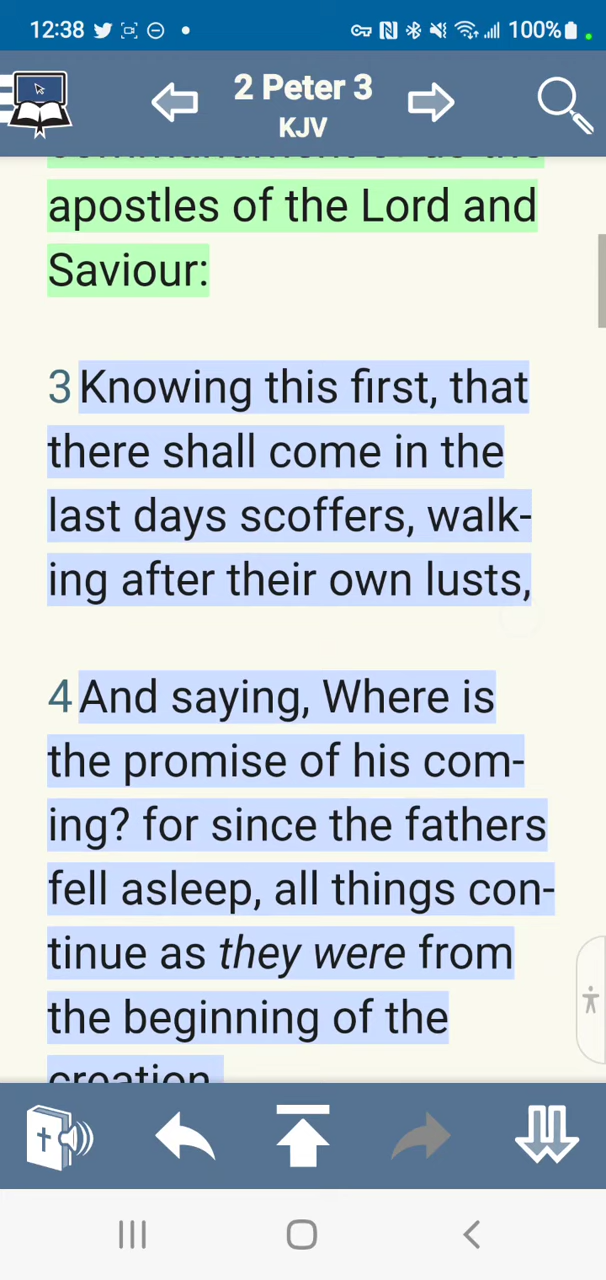 12:38
100%
2 Peter 3
KJV
apostles of the Lord and
Saviour:
3 Knowing this first, that
there shall come in the
last days scoffers, walk-
ing after their own lusts,
4 And saying, Where is
the promise of his com-
ing? for since the fathers
fell asleep, all things con-
tinue as they were from
the beginning of the
creation.